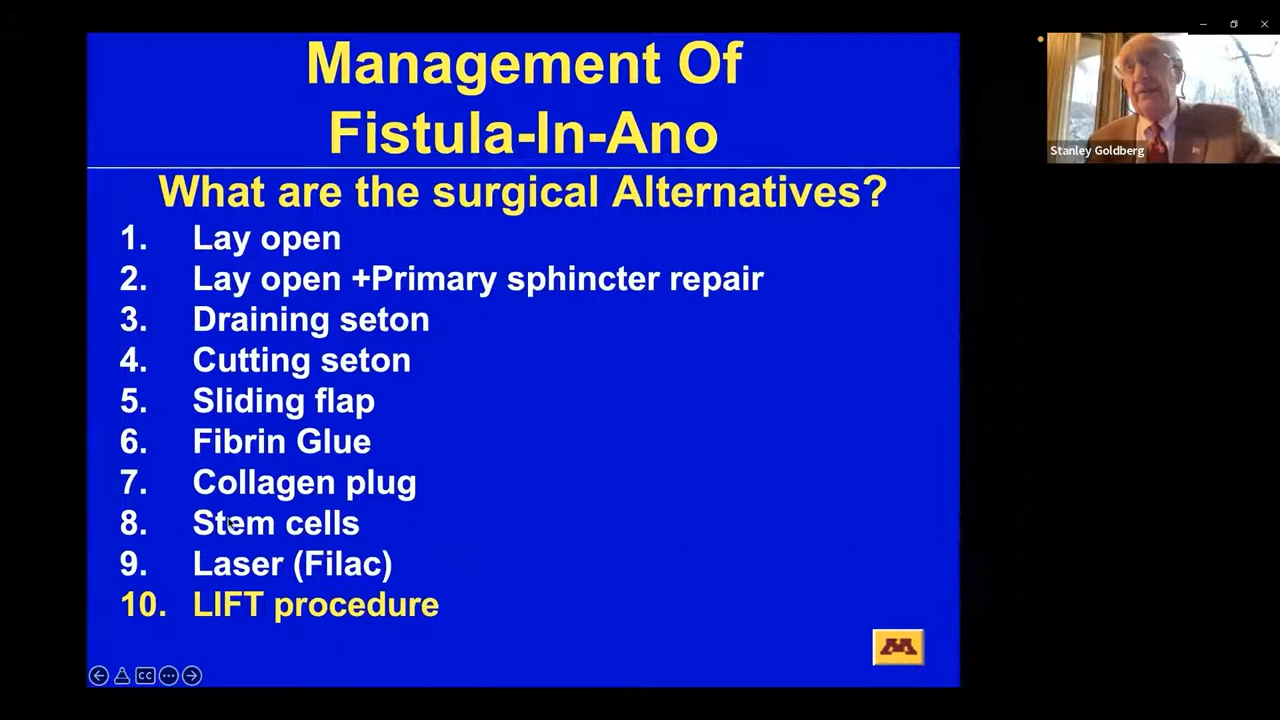 Management Of
Fistula-In-Ano
What are the surgical Alternatives?
1. Lay open
2. Lay open +Primary sphincter repair
3. Draining seton
4. Cutting seton
5. Sliding flap
6. Fibrin Glue
7. Collagen plug
8. Stem cells
9. Laser (Filac)
10. LIFT procedure
M
CC
Stanley Goldberg